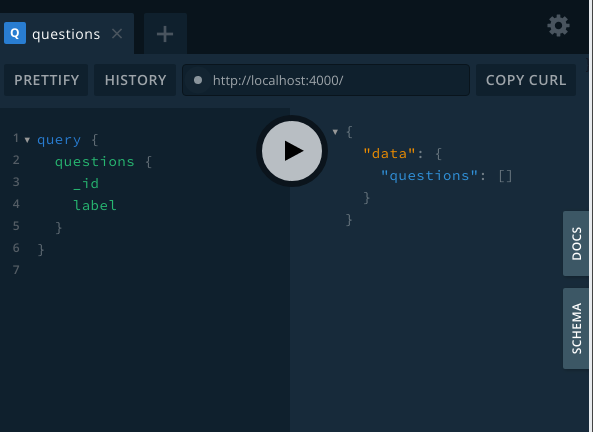 Q questions ×
+
PRETTIFY HISTORY http://localhost:4000/ COPY CURL
1 query {
2 questions {
3 _id
4 label
5 }
6 }
7
{
"data": {
"questions": []
}
}
DOCS
SCHEMA